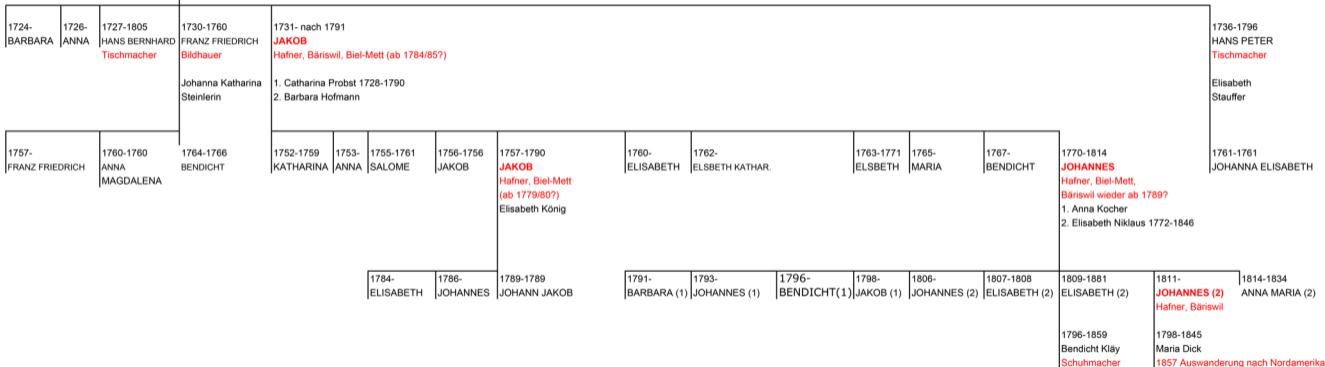 1724-
BARBARA
1726-
ANNA
1727-1805
HANS BERNHARD
Tischmacher
1730-1760
FRANZ FRIEDRICH
Bildhauer
Johanna Katharina
Steinlerin
1731- nach 1791
JAKOB
Hafner, Bäriswil, Biel-Mett (ab 1784/85?)
1. Catharina Probst 1728-1790
2. Barbara Hofmann
1736-1796
HANS PETER
Tischmacher
Elisabeth
Stauffer
1757-
FRANZ FRIEDRICH
1760-1760
ANNA
MAGDALENA
1764-1766
BENDICHT
1752-1759
KATHARINA
1753-
ANNA
1755-1761
SALOME
1756-1756
JAKOB
1757-1790
JAKOB
Hafner, Biel-Mett
(ab 1779/80?)
Elisabeth König
1760-
ELISABETH
1762-
ELSBETH KATHAR.
1763-1771
ELSBETH
1765-
MARIA
1767-
BENDICHT
1770-1814
JOHANNES
Hafner, Biel-Mett,
Bäriswil wieder ab 1789?
1. Anna Kocher
2. Elisabeth Niklaus 1772-1846
1761-1761
JOHANNA ELISABETH
1784-
ELISABETH
1786-
JOHANNES
1789-1789
JOHANN JAKOB
1791-
BARBARA (1)
1793-
JOHANNES (1)
1796-
BENDICHT(1)
1798-
JAKOB (1)
1806-
JOHANNES (2)
1807-1808
ELISABETH (2)
1809-1881
ELISABETH (2)
1811-
JOHANNES (2)
Hafner, Bäriswil
1814-1834
ANNA MARIA (2)
1796-1859
Bendicht Kläy
Schuhmacher
1798-1845
Maria Dick
1857 Auswanderung nach Nordamerika